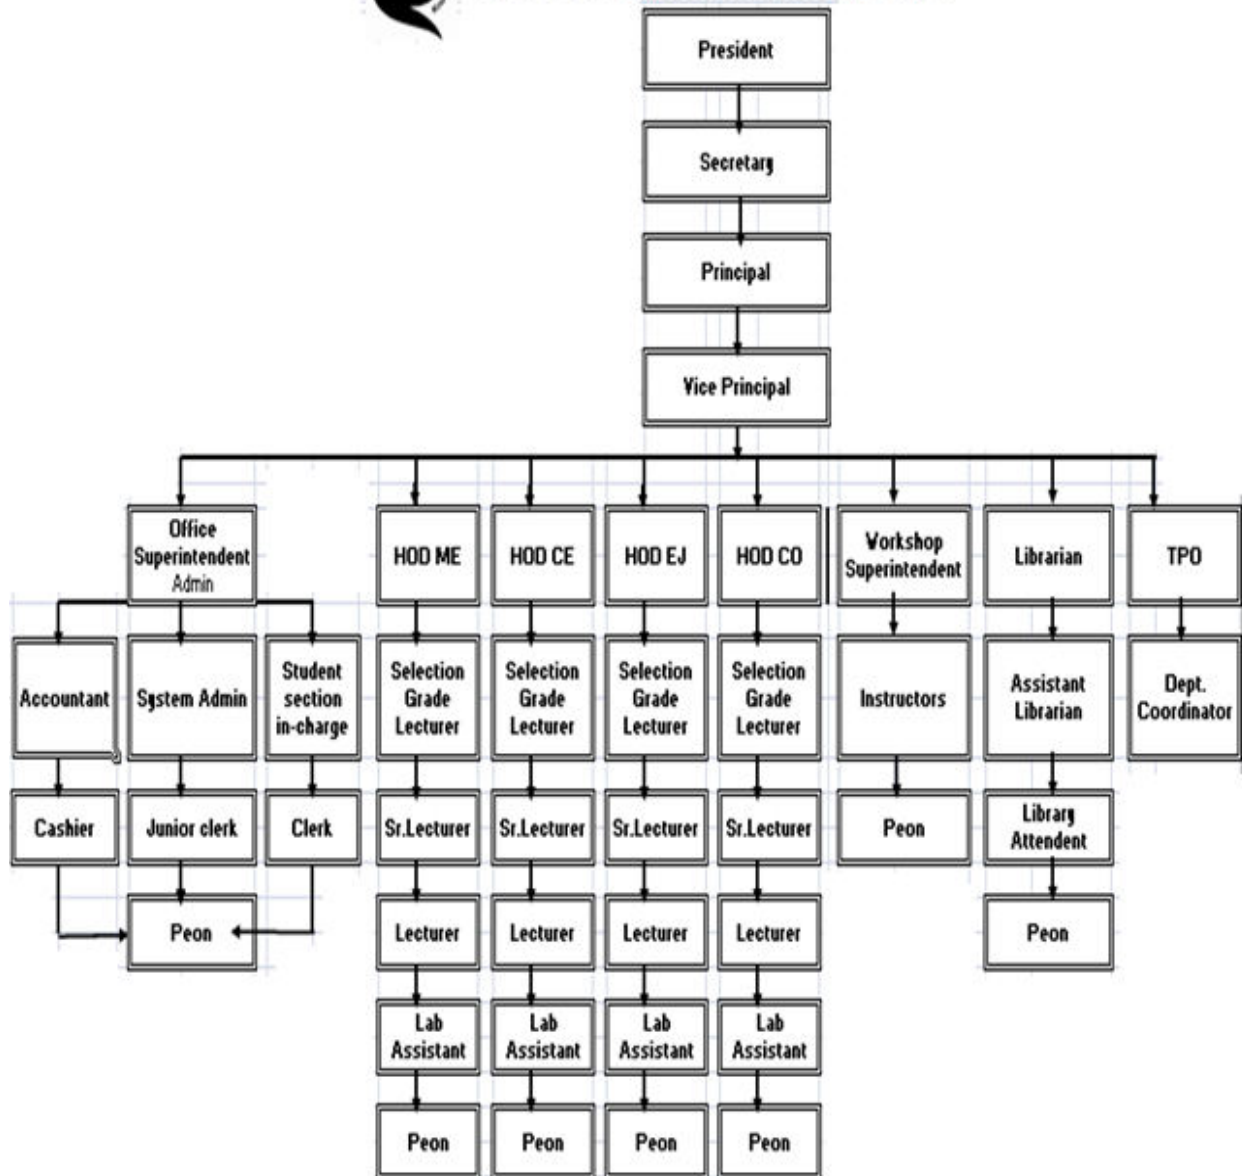 President
Secretary
Principal
Vice Principal
Office
Superintendent
Admin
HOD ME
HOD CE
HOD EJ
HOD CO
Workshop
Superintendent
Librarian
TPO
Accountant
System Admin
Student
section
in-charge
Selection
Grade
Lecturer
Selection
Grade
Lecturer
Selection
Grade
Lecturer
Selection
Grade
Lecturer
Instructors
Assistant
Librarian
Dept.
Coordinator
Cashier
Junior clerk
Clerk
Sr.Lecturer
Sr.Lecturer
Sr.Lecturer
Sr.Lecturer
Peon
Library
Attendent
Peon
Lecturer
Lecturer
Lecturer
Lecturer
Peon
Lab
Assistant
Lab
Assistant
Lab
Assistant
Lab
Assistant
Peon
Peon
Peon
Peon